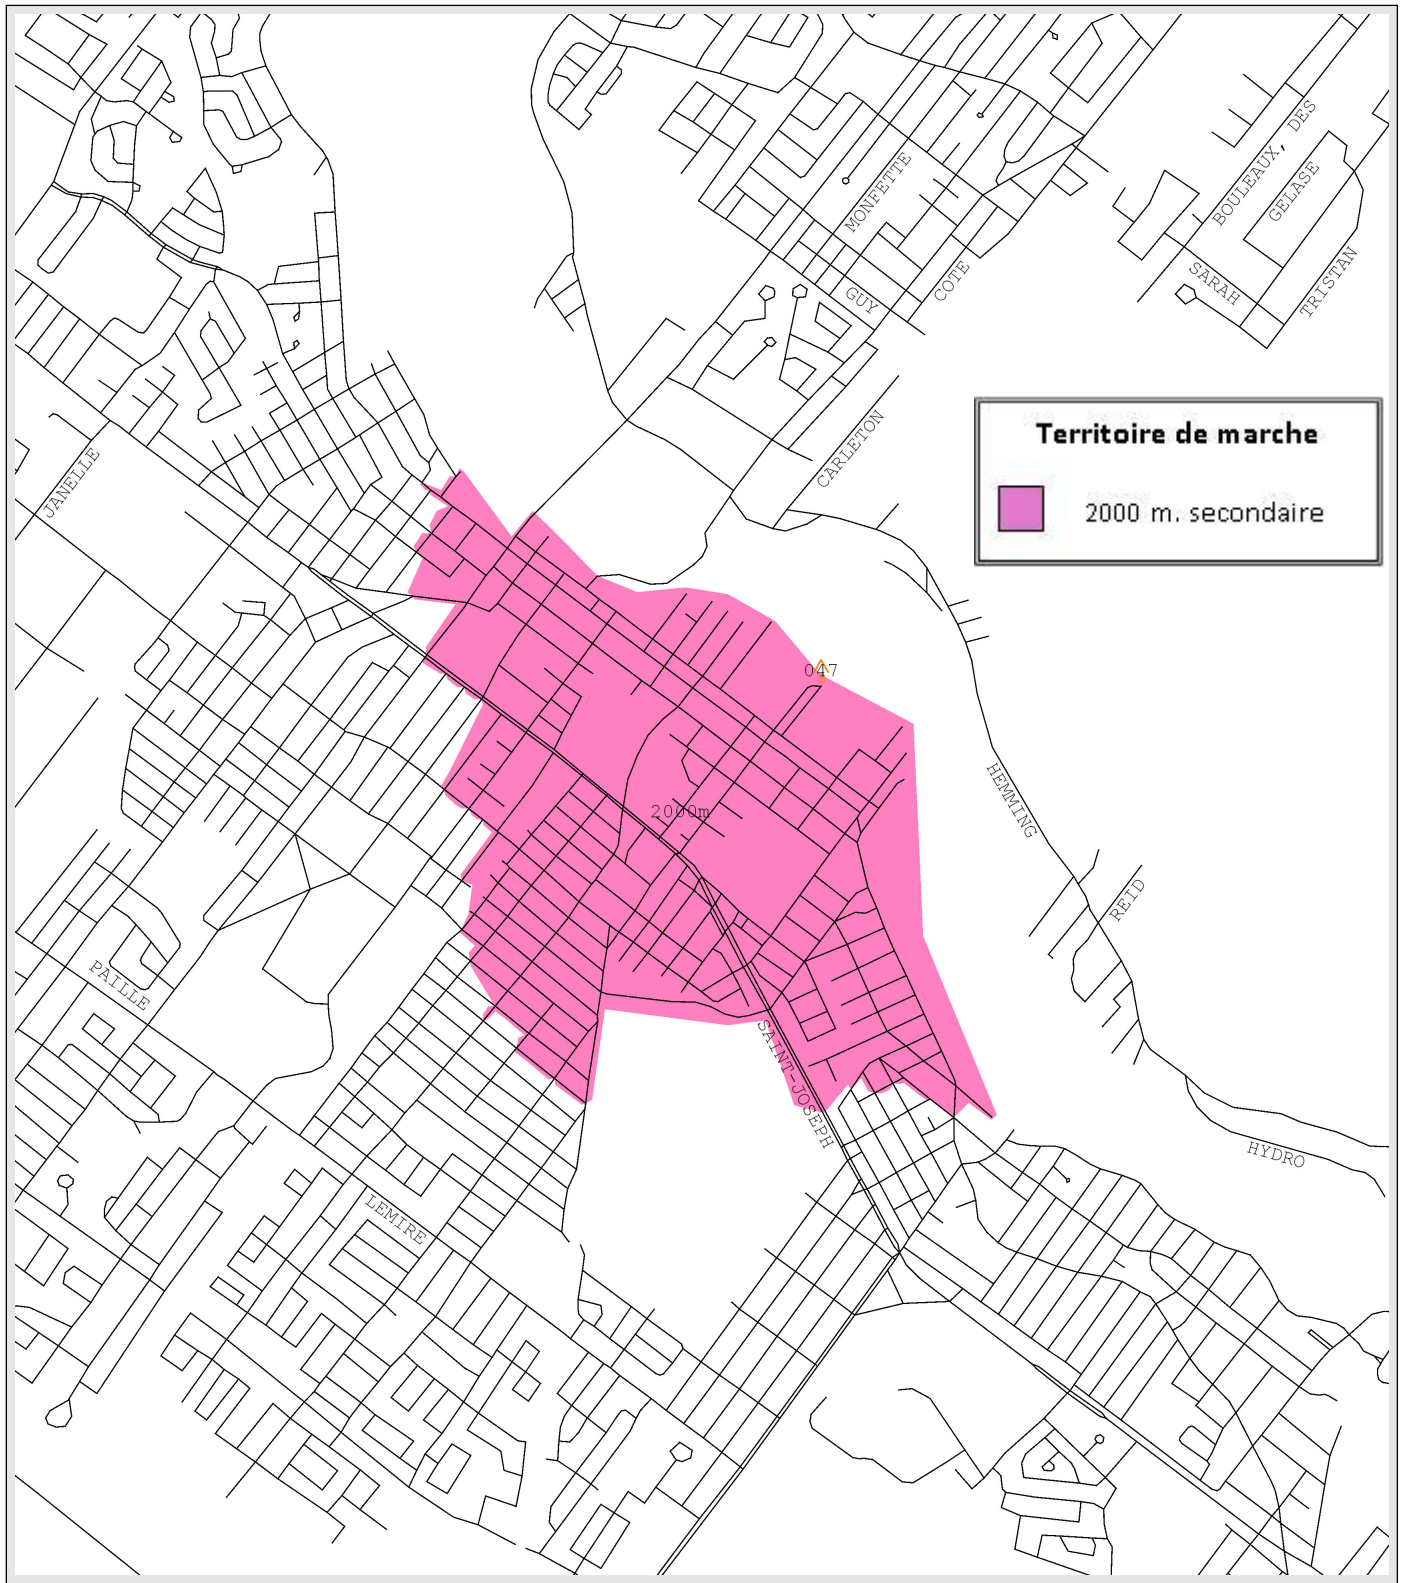 BOULEAUX, DES
MONFETTE
GELASE
COTE
GUY
SARAH
TRISTAN
CARLETON
JANELLE
Territoire de marche
2000 m. secondaire
047
2000m
HEMMING
REID
PAILLE
SAINT-JOSEPH
HYDRO
LEMIRE